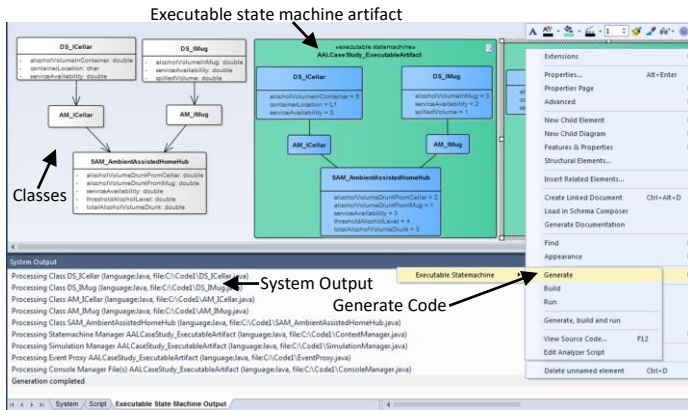 Executable state machine artifact
DS_ICellar
- alcoholVolumeInContainer: double
- containerLocation: char
- serviceAvailability: double
DS_IMug
- alcoholVolumeInMug: double
- serviceAvailability: double
- spilledVolume: double
AM_ICellar
AM_IMug
SAM_AmbientAssistedHomeHub
- alcoholVolumeDrunkFromCellar: double
- alcoholVolumeDrunkFromMug: double
- serviceAvailability: double
- thresholdAlcoholLevel: double
- totalAlcoholVolumeDrunk: double
Classes
«executable statemachine»
AALCaseStudy_ExecutableArtifact
DS_ICellar
alcoholVolumeInContainer = 5
containerLocation = L1
serviceAvailability = 3
DS_IMug
alcoholVolumeInMug = 3
serviceAvailability = 2
spilledVolume = 1
AM_ICellar
AM_IMug
SAM_AmbientAssistedHomeHub
alcoholVolumeDrunkFromCellar = 2
alcoholVolumeDrunkFromMug = 1
serviceAvailability = 3
thresholdAlcoholLevel = 4
totalAlcoholVolumeDrunk = 3
1
Extensions
Properties... Alt+Enter
Properties Page
Advanced
New Child Element
New Child Diagram
Features & Properties
Structural Elements...
Insert Related Elements...
Create Linked Document Ctrl+Alt+D
Load in Schema Composer
Generate Documentation
Find
Appearance
Executable Statemachine
Generate
Build
Run
Generate, build and run
View Source Code... F12
Edit Analyzer Script
Delete unnamed element Ctrl+D
System Output
Processing Class DS_ICellar (language:Java, file:C:\Code1\DS_ICellar.java)
Processing Class DS_IMug (language:Java, file:C:\Code1\DS_IMug.java)
Processing Class AM_ICellar (language:Java, file:C:\Code1\AM_ICellar.java)
Processing Class AM_IMug (language:Java, file:C:\Code1\AM_IMug.java)
Processing Class SAM_AmbientAssistedHomeHub (language:Java, file:C:\Code1\SAM_AmbientAssistedHomeHub.java)
Processing Statemachine Manager AALCaseStudy_ExecutableArtifact (language:Java, file:C:\Code1\ContextManager.java)
Processing Simulation Manager AALCaseStudy_ExecutableArtifact (language:Java, file:C:\Code1\SimulationManager.java)
Processing Event Proxy AALCaseStudy_ExecutableArtifact (language:Java, file:C:\Code1\EventProxy.java)
Processing Console Manager File(s) AALCaseStudy_ExecutableArtifact (language:Java, file:C:\Code1\ConsoleManager.java)
Generation completed
System Output
Generate Code
System
Script
Executable State Machine Output